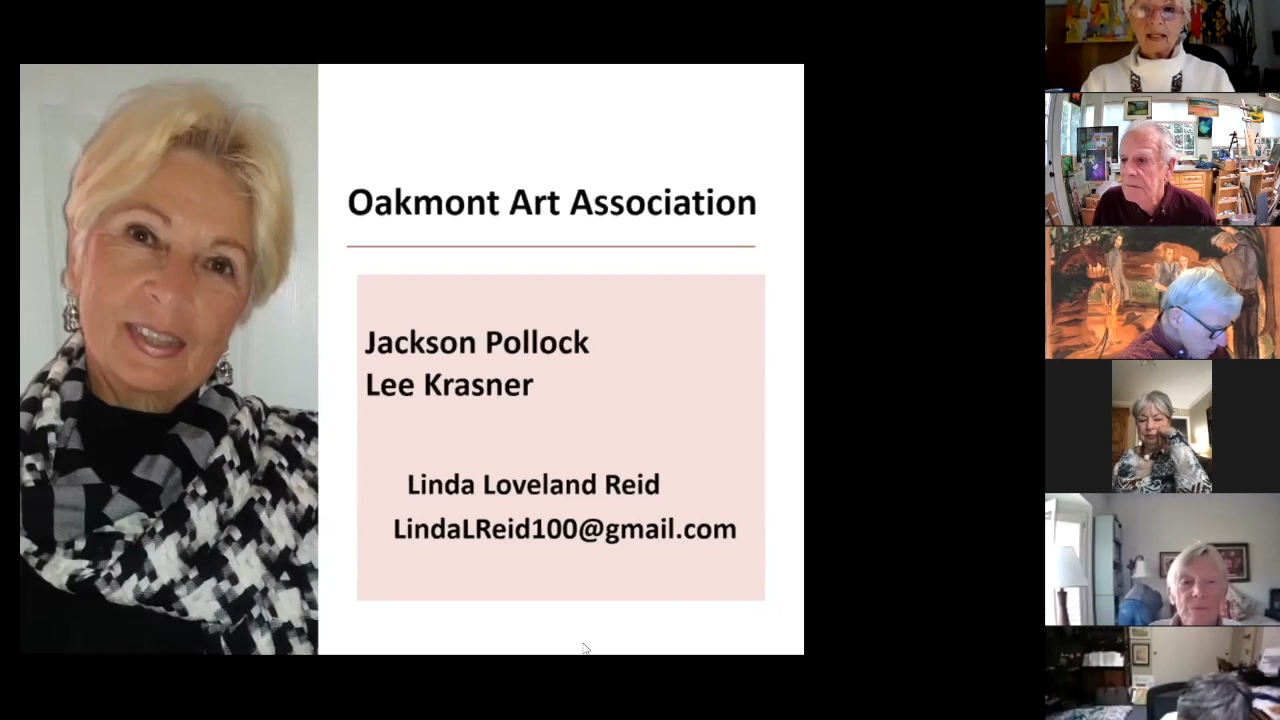 Oakmont Art Association
Jackson Pollock
Lee Krasner
Linda Loveland Reid
LindaLReid100@gmail.com